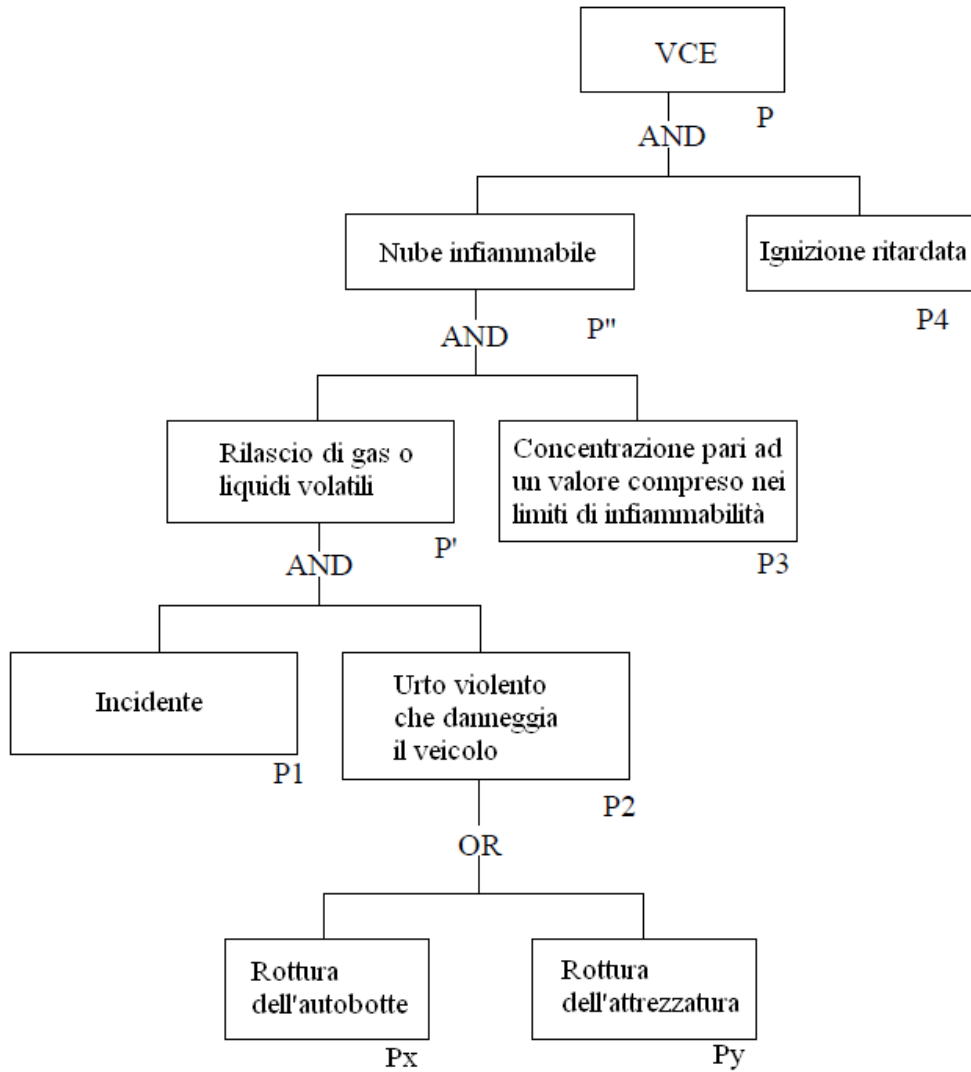 VCE
P
AND
Nube infiammabile
Ignizione ritardata
P"
P4
AND
Rilascio di gas o
liquidi volatili
Concentrazione pari ad
un valore compreso nei
limiti di infiammabilità
P'
P3
AND
Incidente
Urto violento
che danneggia
il veicolo
P1
P2
OR
Rottura
dell'autobotte
Rottura
dell'attrezzatura
Px
Py